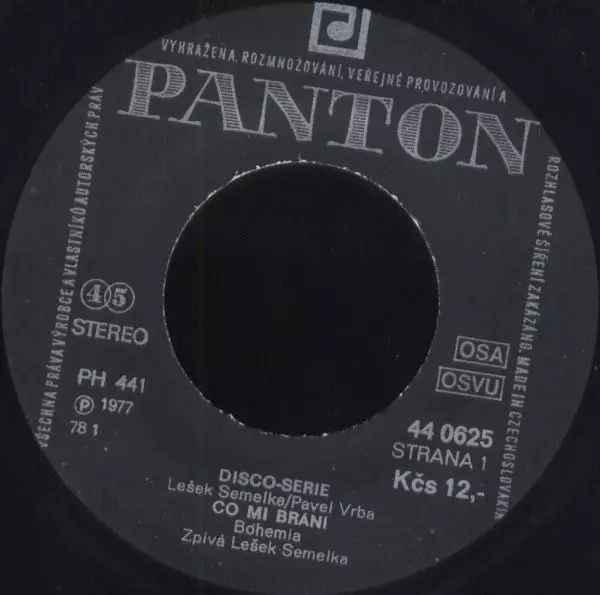 VYHRAŽENA. ROZMNOŽOVÁNÍ, VEŘEJNÉ PROVOZOVÁNÍ A
PANTON
VŠECHNA PRÁVA VÝROBCE A VLASTNÍKŮ AUTORSKÝCH PRÁV
ROZHLASOVÉ ŠÍŘENÍ ZAKÁZÁNO. MADE IN CZECHOSLOVAKIA
45
STEREO
PH 441
Ⓟ 1977
78 1
OSA
OSVU
44 0625
STRANA 1
Kčs 12,-
DISCO-SERIE
Lešek Semelka/Pavel Vrba
CO MI BRÁNÍ
Bohemia
Zpívá Lešek Semelka